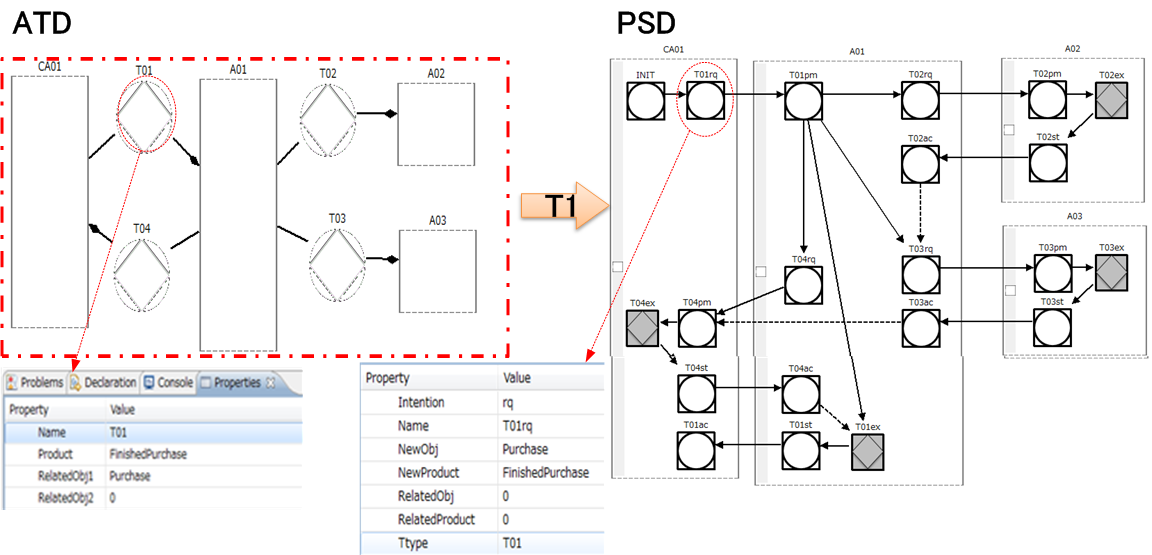 ATD
PSD
CA01
T01
A01
T02
A02
T04
T03
A03
T1
CA01
A01
A02
INIT
T01rq
T01pm
T02rq
T02pm
T02ex
T02ac
T02st
A03
T04rq
T03rq
T03pm
T03ex
T04ex
T04pm
T03ac
T03st
T04st
T04ac
T01ac
T01st
T01ex
Problems Declaration Console Properties
Property Value
Name T01
Product FinishedPurchase
RelatedObj1 Purchase
RelatedObj2 0
Property Value
Intention rq
Name T01rq
NewObj Purchase
NewProduct FinishedPurchase
RelatedObj 0
RelatedProduct 0
Ttype T01